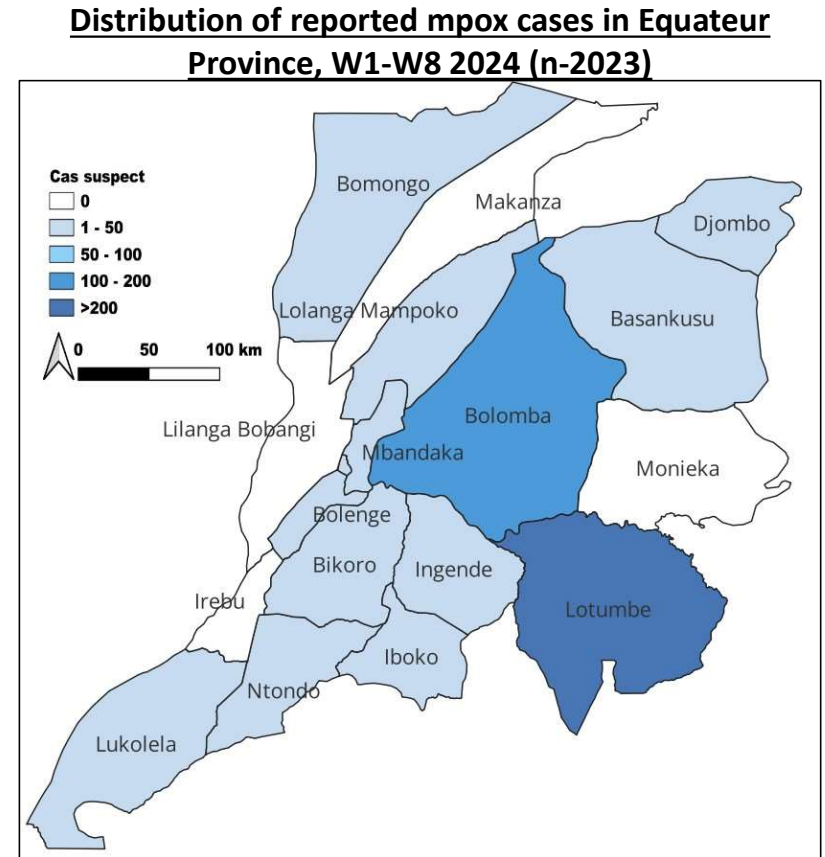 Distribution of reported mpox cases in Equateur
Province, W1-W8 2024 (n-2023)
Cas suspect
0
1 - 50
50 - 100
100 - 200
>200
0 50 100 km
Bomongo
Makanza
Djombo
Lolanga Mampoko
Basankusu
Bolomba
Lilanga Bobangi
Mbandaka
Monieka
Bolenge
Bikoro
Ingende
Irebu
Lotumbe
Iboko
Ntondo
Lukolela